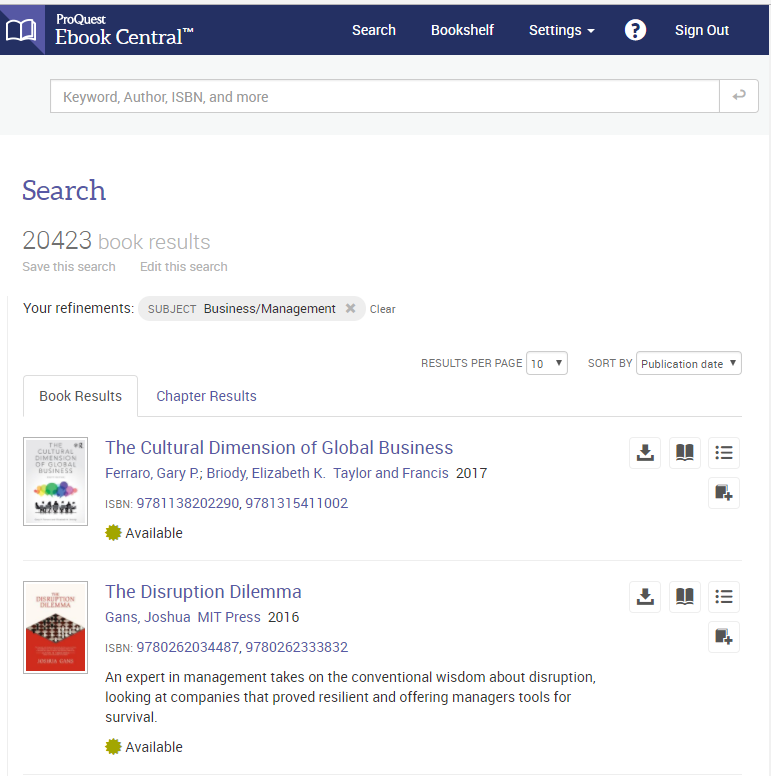 ProQuest
Ebook Central™
Search Bookshelf Settings ? Sign Out
Keyword, Author, ISBN, and more
Search
20423 book results
Save this search Edit this search
Your refinements: SUBJECT Business/Management ✖ Clear
RESULTS PER PAGE 10 SORT BY Publication date
Book Results Chapter Results
THE
CULTURAL
DIMENSION
OF GLOBAL
BUSINESS
The Cultural Dimension of Global Business
Ferraro, Gary P.; Briody, Elizabeth K. Taylor and Francis 2017
ISBN: 9781138202290, 9781315411002
Available
THE
DISRUPTION
DILEMMA
JOSHUA GANS
The Disruption Dilemma
Gans, Joshua MIT Press 2016
ISBN: 9780262034487, 9780262333832
An expert in management takes on the conventional wisdom about disruption,
looking at companies that proved resilient and offering managers tools for
survival.
Available